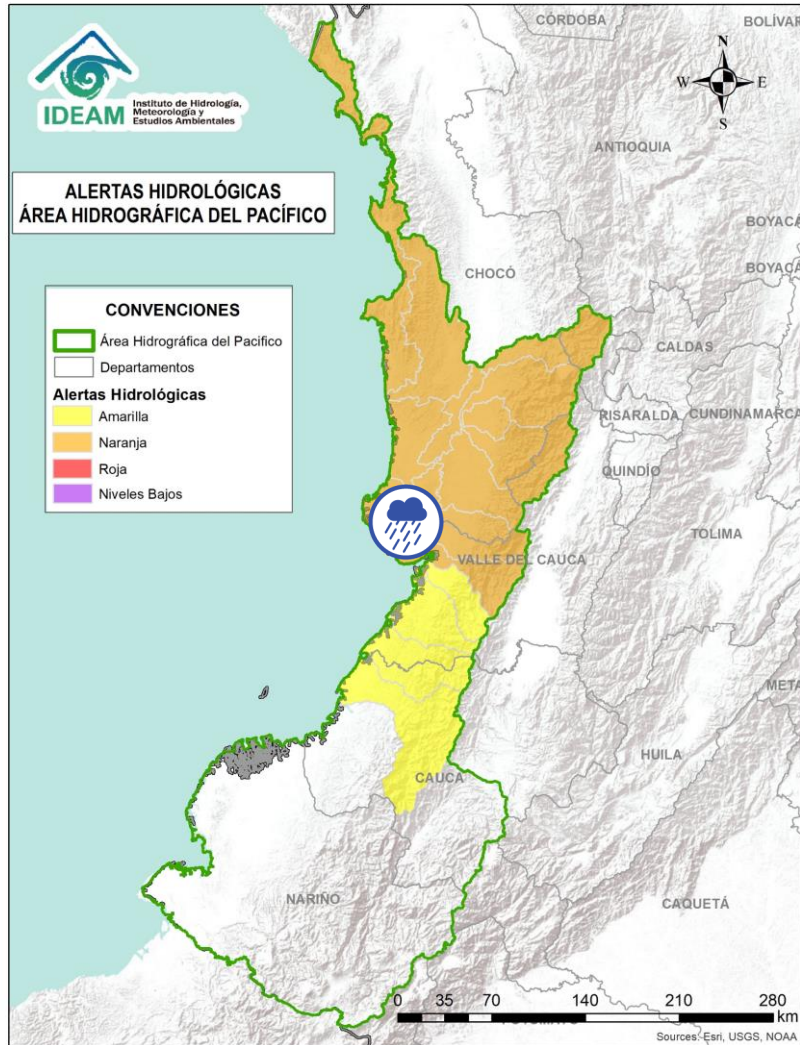 IDEAM
Instituto de Hidrología,
Meteorología y
Estudios Ambientales
ALERTAS HIDROLÓGICAS
ÁREA HIDROGRÁFICA DEL PACÍFICO
CONVENCIONES
Área Hidrográfica del Pacifico
Departamentos
Alertas Hidrológicas
Amarilla
Naranja
Roja
Niveles Bajos
N
W E
S
CÓRDOBA
BOLÍVAR
ANTIOQUIA
BOYACÁ
BOYACÁ
CHOCÓ
CALDAS
RISARALDA
CUNDINAMARCA
QUINDÍO
TOLIMA
VALLE DEL CAUCA
META
HUILA
CAUCA
NARIÑO
CAQUETÁ
0 35 70 140 210 280
km
Sources: Esri, USGS, NOAA